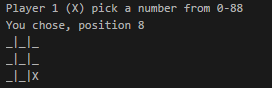 Player 1 (X) pick a number from 0-88
You chose, position 8
_|_|_
_|_|_
_|_|X